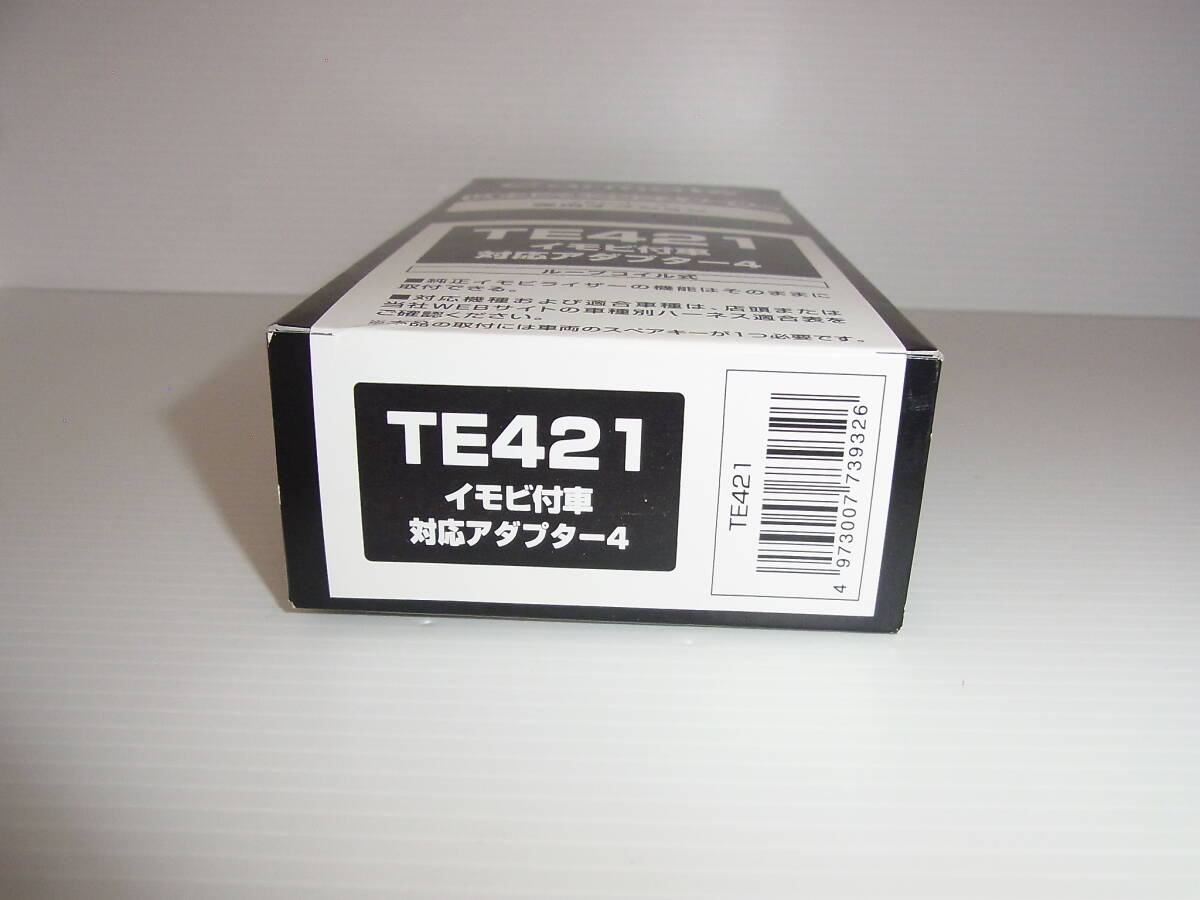 TE421
イモビ付車
対応アダプター4
ループコイル式
■純正イモビライザーの機能はそのままに
取付できる。
■対応機種および適合車種は、店頭または
当社WEBサイトの車種別ハーネス適合表を
ご確認ください。
※本品の取付には車両のスペアキーが1つ必要です。
TE421
イモビ付車
対応アダプター4
TE421
4 973007 739326